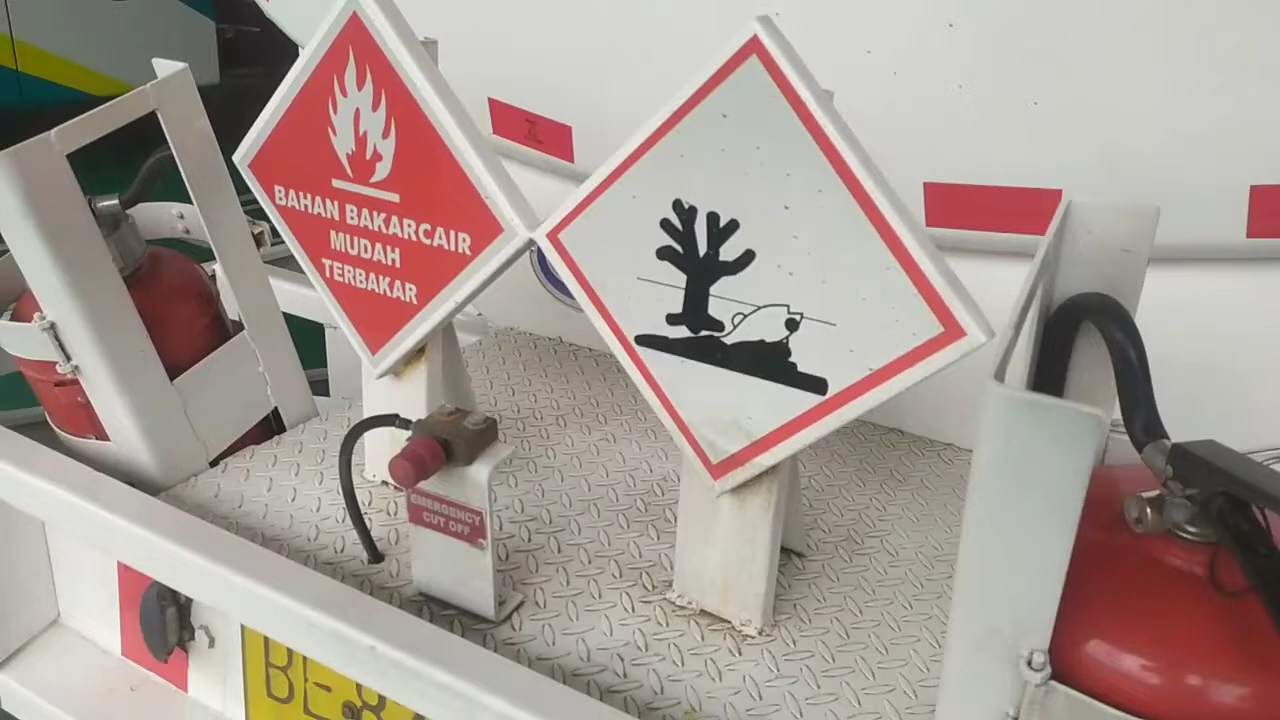 BAHAN BAKARCAIR
MUDAH
TERBAKAR
EMERGENCY
CUT OFF